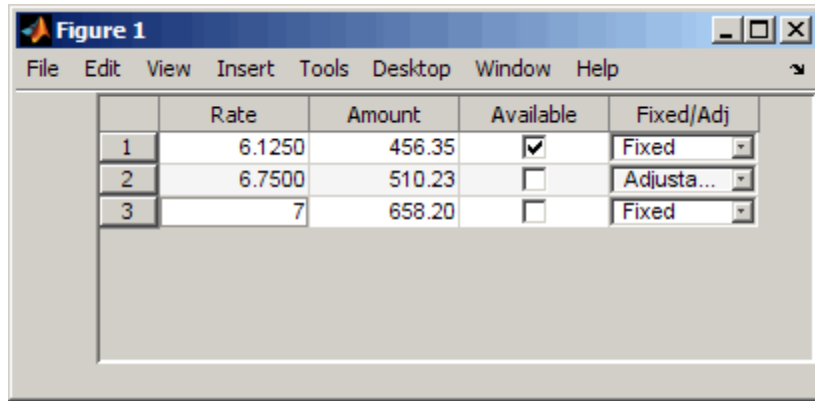 Figure 1
File Edit View Insert Tools Desktop Window Help
Rate Amount Available Fixed/Adj
1 6.1250 456.35 Fixed
2 6.7500 510.23 Adjusta...
3 7 658.20 Fixed